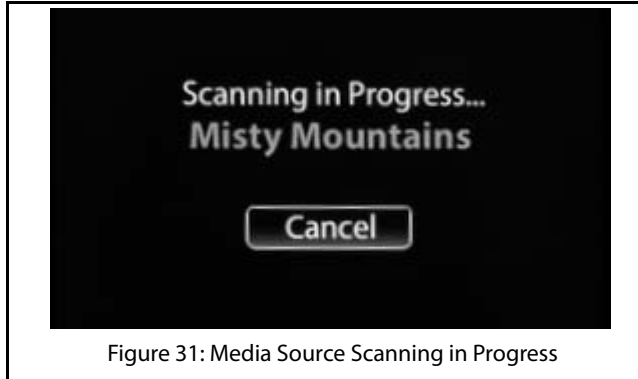 Scanning in Progress...
Misty Mountains
Cancel
Figure 31: Media Source Scanning in Progress